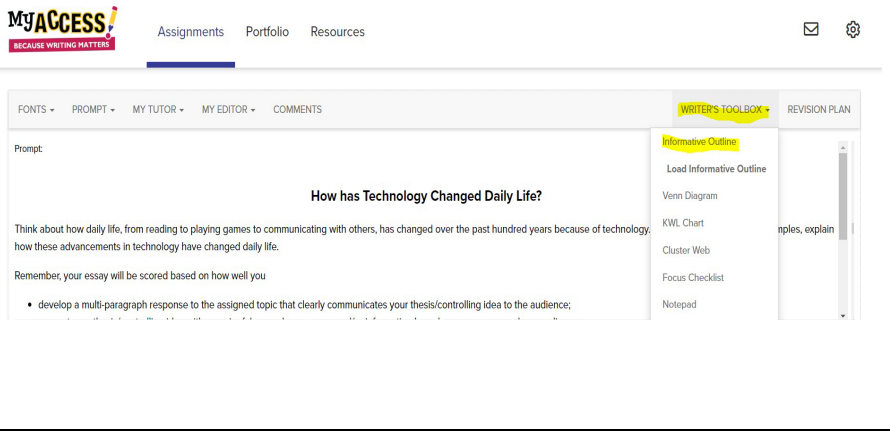 MYACCESS!
BECAUSE WRITING MATTERS
Assignments Portfolio Resources
FONTS PROMPT MY TUTOR MY EDITOR COMMENTS WRITER'S TOOLBOX REVISION PLAN
Informative Outline
Load Informative Outline
Venn Diagram
KWL Chart
Cluster Web
Focus Checklist
Notepad
Prompt:
How has Technology Changed Daily Life?
Think about how daily life, from reading to playing games to communicating with others, has changed over the past hundred years because of technology. explain
how these advancements in technology have changed daily life.
Remember, your essay will be scored based on how well you
• develop a multi-paragraph response to the assigned topic that clearly communicates your thesis/controlling idea to the audience;